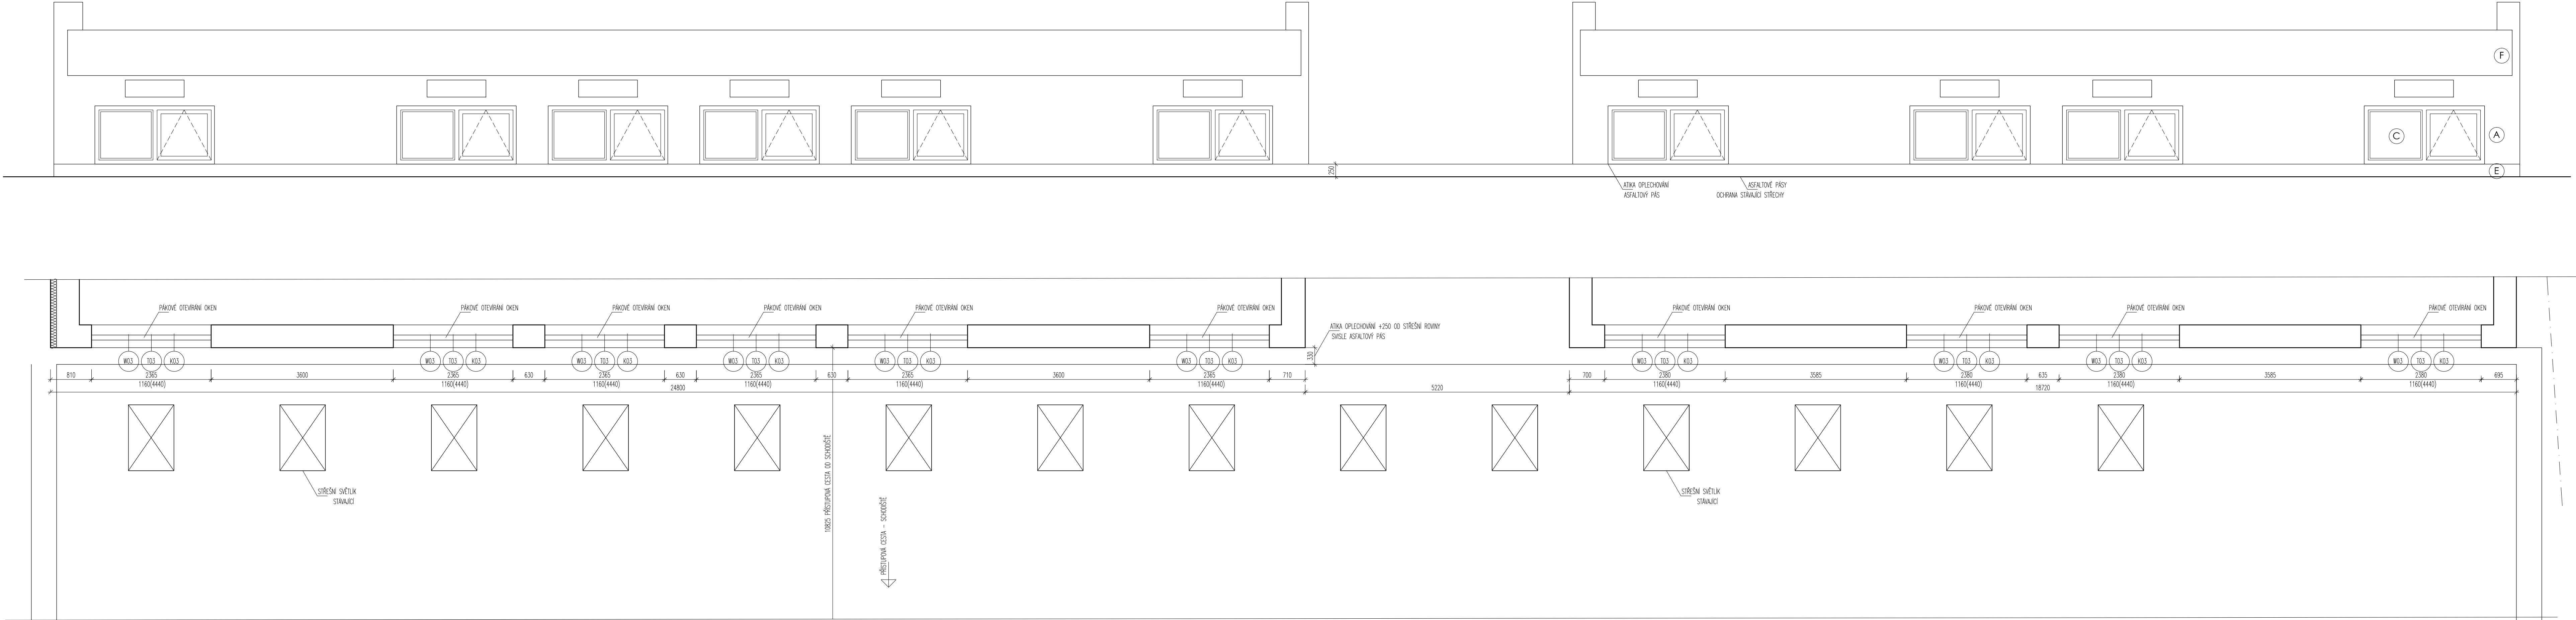 F
C
A
E
250
ATIKA OPLECHOVÁNÍ
ASFALTOVÝ PÁS
ASFALTOVÉ PÁSY
OCHRANA STÁVAJÍCÍ STŘECHY
PÁKOVÉ OTEVÍRÁNÍ OKEN
PÁKOVÉ OTEVÍRÁNÍ OKEN
PÁKOVÉ OTEVÍRÁNÍ OKEN
PÁKOVÉ OTEVÍRÁNÍ OKEN
PÁKOVÉ OTEVÍRÁNÍ OKEN
PÁKOVÉ OTEVÍRÁNÍ OKEN
PÁKOVÉ OTEVÍRÁNÍ OKEN
PÁKOVÉ OTEVÍRÁNÍ OKEN
PÁKOVÉ OTEVÍRÁNÍ OKEN
PÁKOVÉ OTEVÍRÁNÍ OKEN
ATIKA OPLECHOVÁNÍ +250 OD STŘEŠNÍ ROVINY
SVISLE ASFALTOVÝ PÁS
330
W03 T03 K03
W03 T03 K03
W03 T03 K03
W03 T03 K03
W03 T03 K03
W03 T03 K03
W03 T03 K03
W03 T03 K03
W03 T03 K03
W03 T03 K03
810 2365 3600 2365 630 2365 630 2365 630 2365 3600 2365 710 700 2380 3585 2380 635 2380 3585 2380 695
1160(4440) 1160(4440) 1160(4440) 1160(4440) 1160(4440) 1160(4440) 1160(4440) 1160(4440) 1160(4440) 1160(4440)
24800 5220 18720
10825 PŘÍSTUPOVÁ CESTA OD SCHODIŠTĚ
PŘÍSTUPOVÁ CESTA - SCHODIŠTĚ
STŘEŠNÍ SVĚTLÍK
STÁVAJÍCÍ
STŘEŠNÍ SVĚTLÍK
STÁVAJÍCÍ